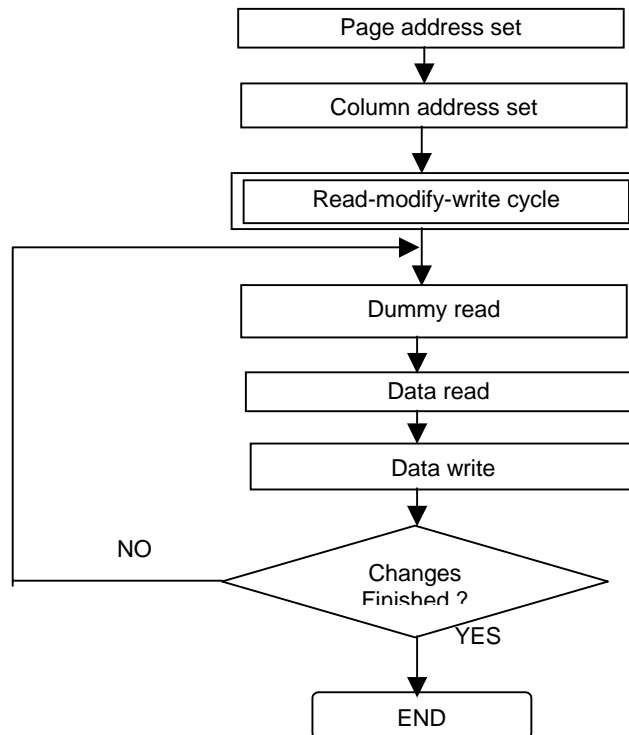 Page address set
Column address set
Read-modify-write cycle
Dummy read
Data read
Data write
NO
Changes
Finished ?
YES
END